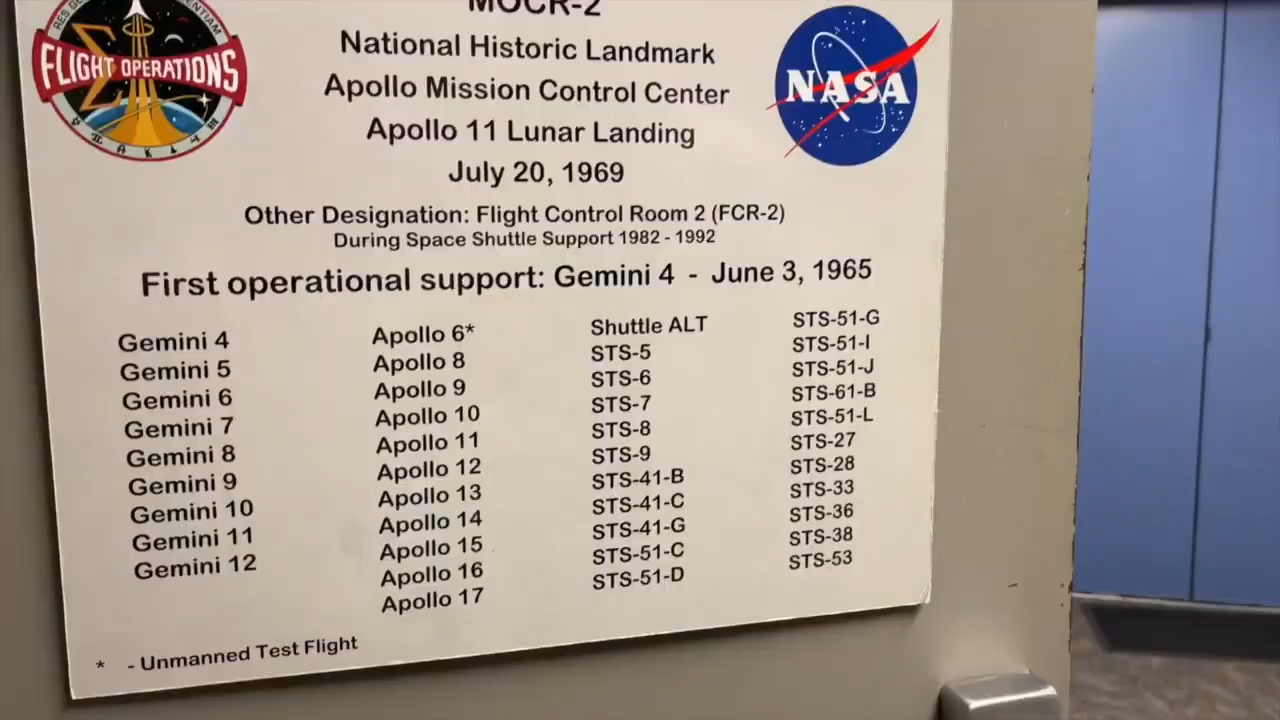 MOCR-2
National Historic Landmark
Apollo Mission Control Center
Apollo 11 Lunar Landing
July 20, 1969
FLIGHT OPERATIONS
NASA
Other Designation: Flight Control Room 2 (FCR-2)
During Space Shuttle Support 1982 - 1992
First operational support: Gemini 4 - June 3, 1965
Gemini 4
Gemini 5
Gemini 6
Gemini 7
Gemini 8
Gemini 9
Gemini 10
Gemini 11
Gemini 12
Apollo 6*
Apollo 8
Apollo 9
Apollo 10
Apollo 11
Apollo 12
Apollo 13
Apollo 14
Apollo 15
Apollo 16
Apollo 17
Shuttle ALT
STS-5
STS-6
STS-7
STS-8
STS-9
STS-41-B
STS-41-C
STS-41-G
STS-51-C
STS-51-D
STS-51-G
STS-51-I
STS-51-J
STS-61-B
STS-51-L
STS-27
STS-28
STS-33
STS-36
STS-38
STS-53
* - Unmanned Test Flight